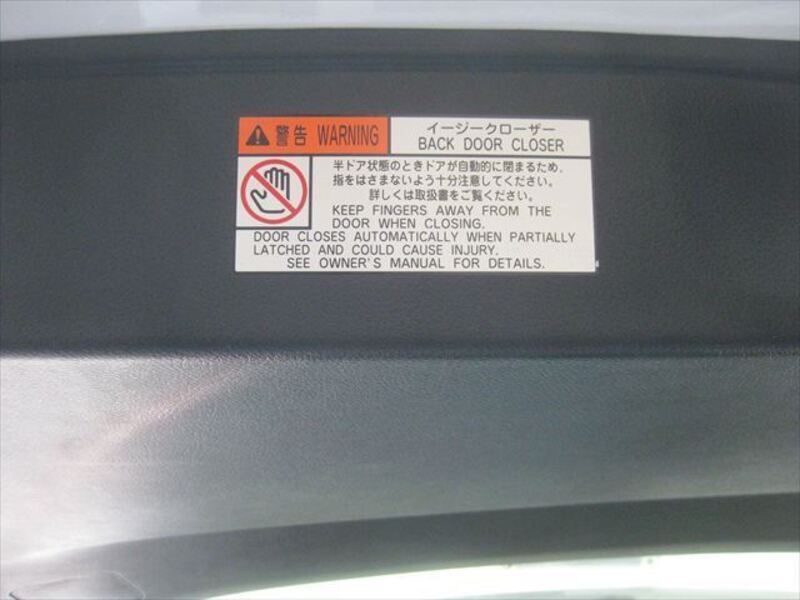 警告 WARNING
イージークローザー
BACK DOOR CLOSER
半ドア状態のときドアが自動的に閉まるため、
指をはさまないよう十分注意してください。
詳しくは取扱書をご覧ください。
KEEP FINGERS AWAY FROM THE
DOOR WHEN CLOSING.
DOOR CLOSES AUTOMATICALLY WHEN PARTIALLY
LATCHED AND COULD CAUSE INJURY.
SEE OWNER'S MANUAL FOR DETAILS.